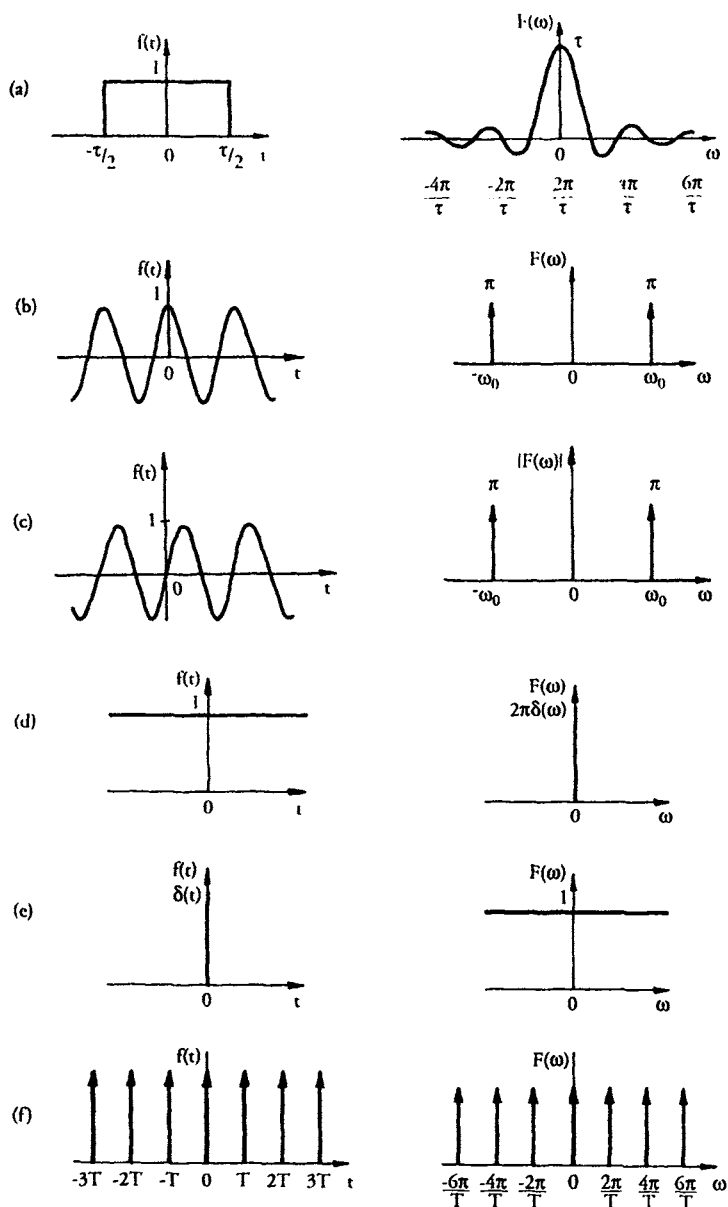 (a)
f(t)
1
-τ/2 0 τ/2 t
F(ω)
τ
0 ω
-4π/τ -2π/τ 2π/τ 4π/τ 6π/τ
(b)
f(t)
1
0 t
F(ω)
π π
-ω₀ 0 ω₀ ω
(c)
f(t)
1
0 t
|F(ω)|
π π
-ω₀ 0 ω₀ ω
(d)
f(t)
1
0 t
F(ω)
2πδ(ω)
0 ω
(e)
f(t)
δ(t)
0 t
F(ω)
1
0 ω
(f)
f(t)
-3T -2T -T 0 T 2T 3T t
F(ω)
-6π/T -4π/T -2π/T 0 2π/T 4π/T 6π/T ω